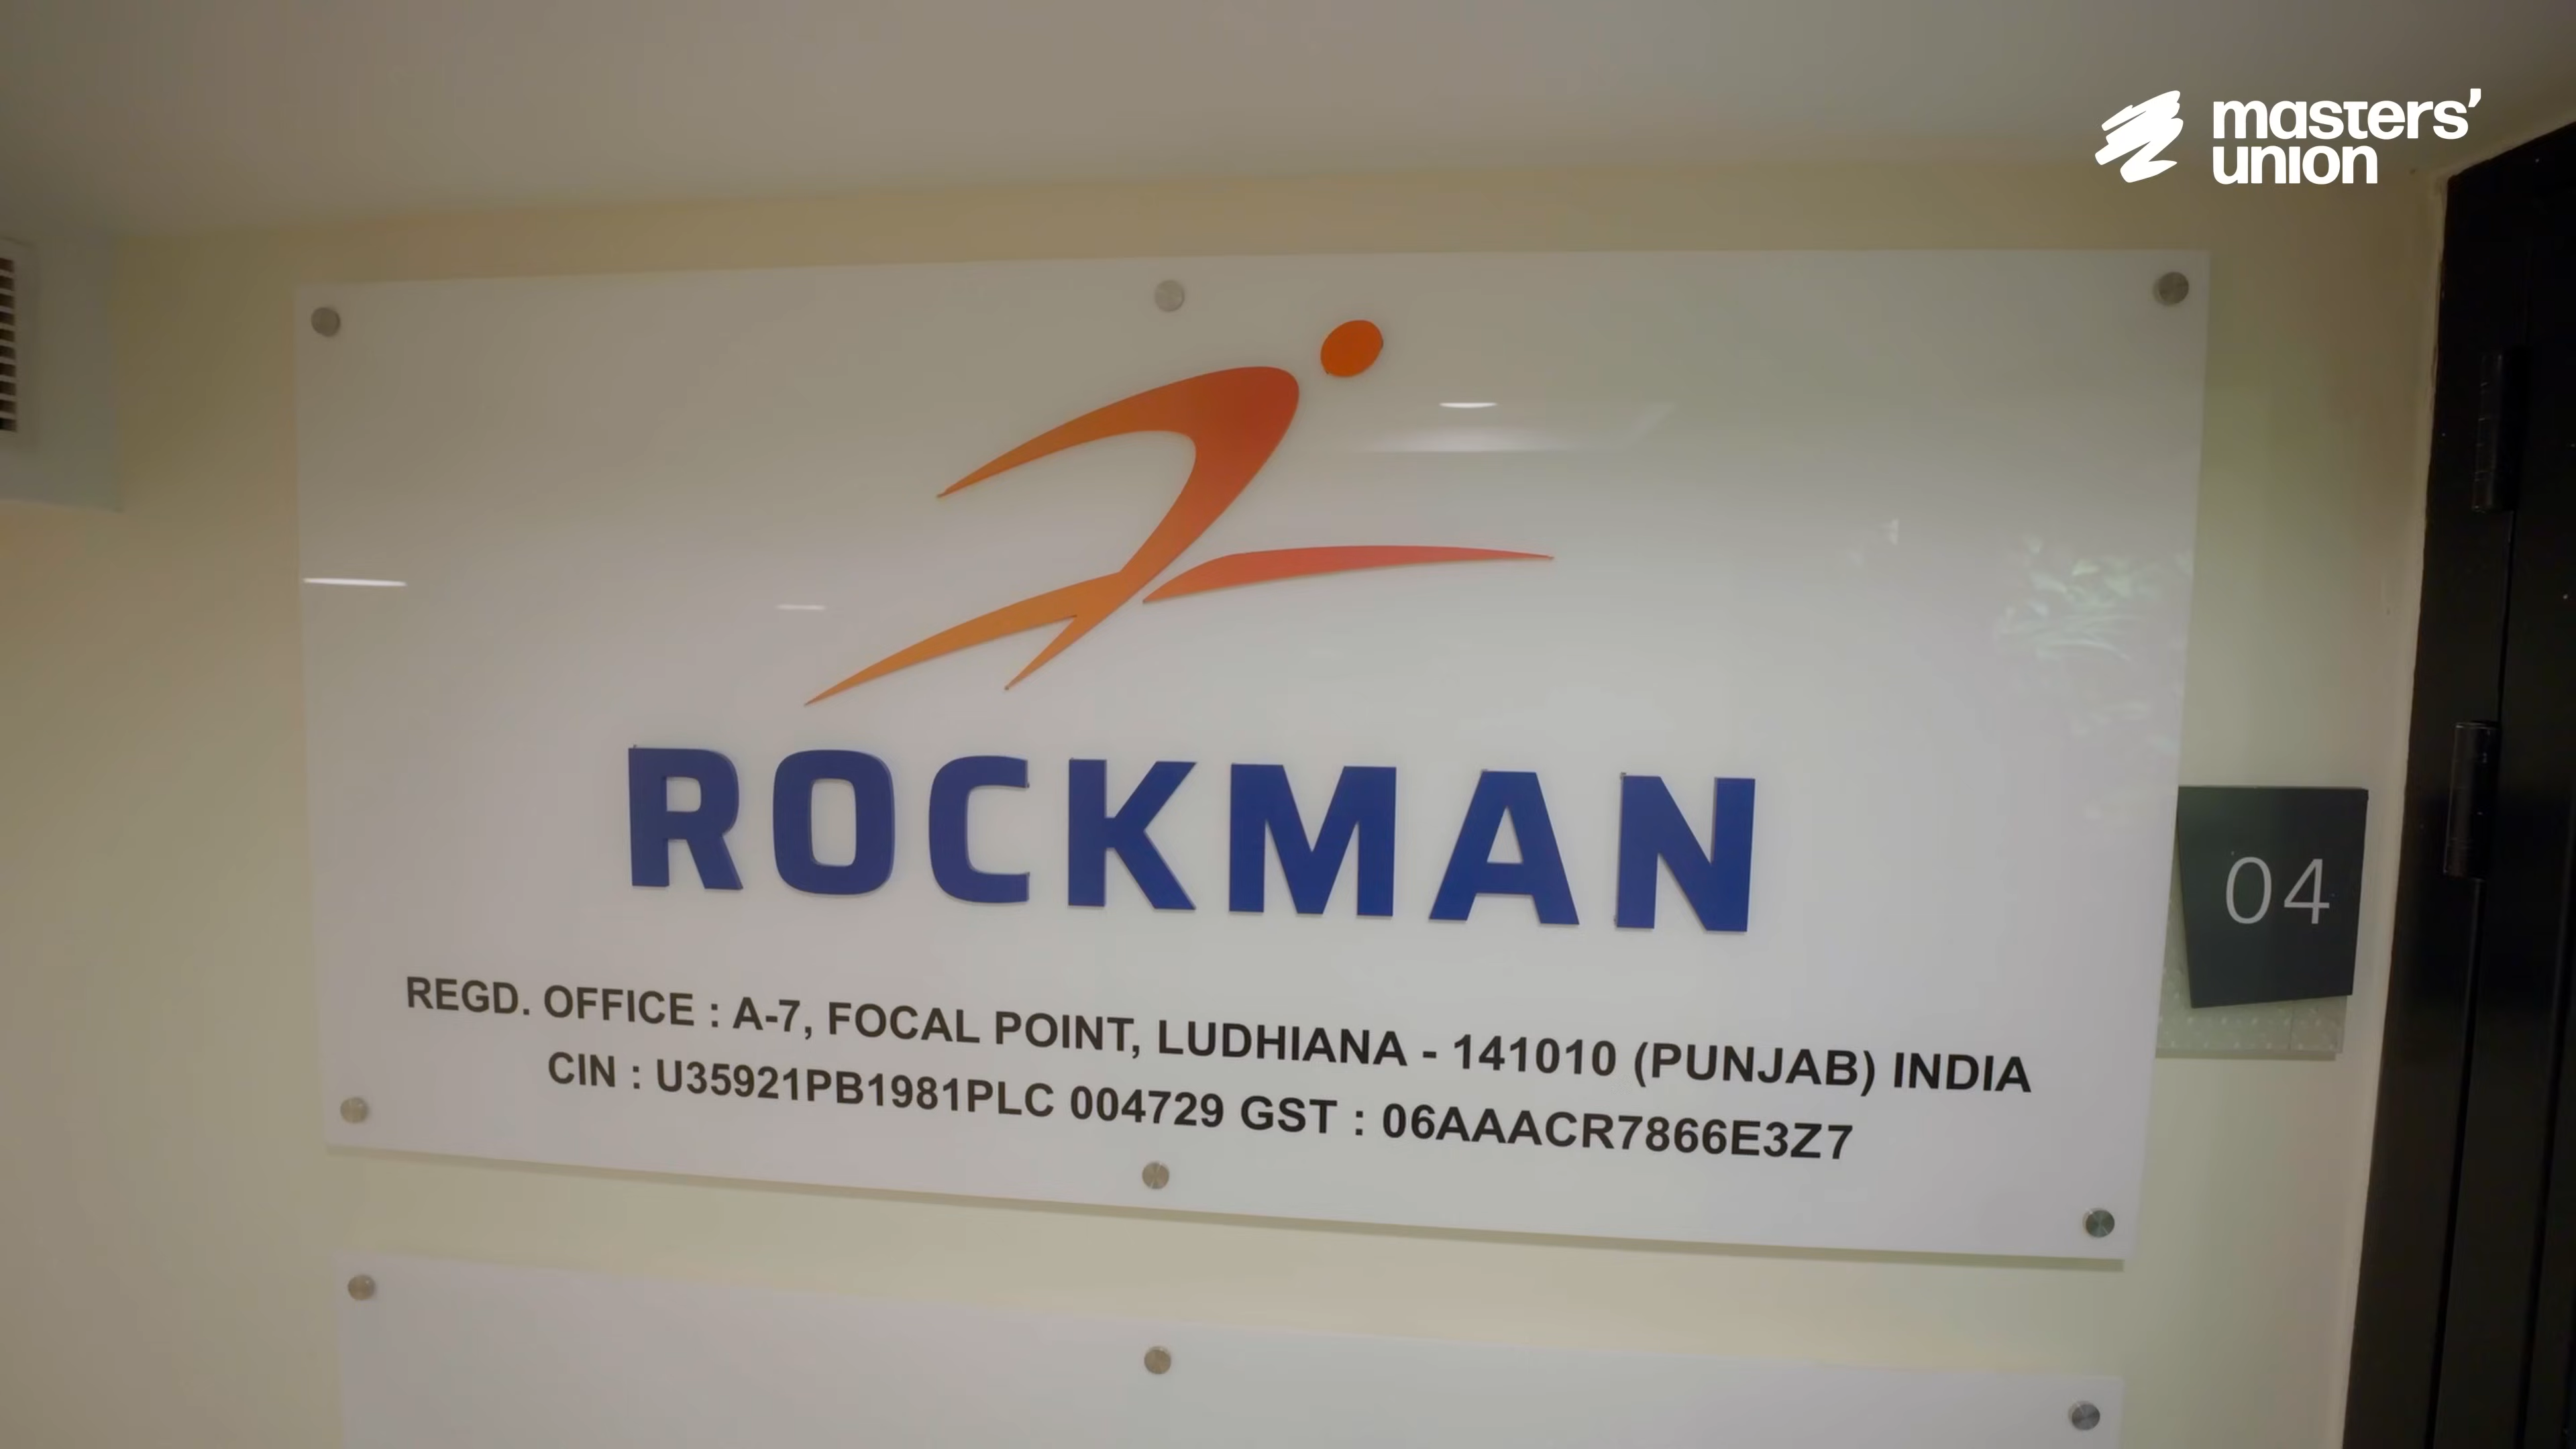 masters'
union
ROCKMAN
04
REGD. OFFICE : A-7, FOCAL POINT, LUDHIANA - 141010 (PUNJAB) INDIA
CIN : U35921PB1981PLC 004729 GST : 06AAACR7866E3Z7